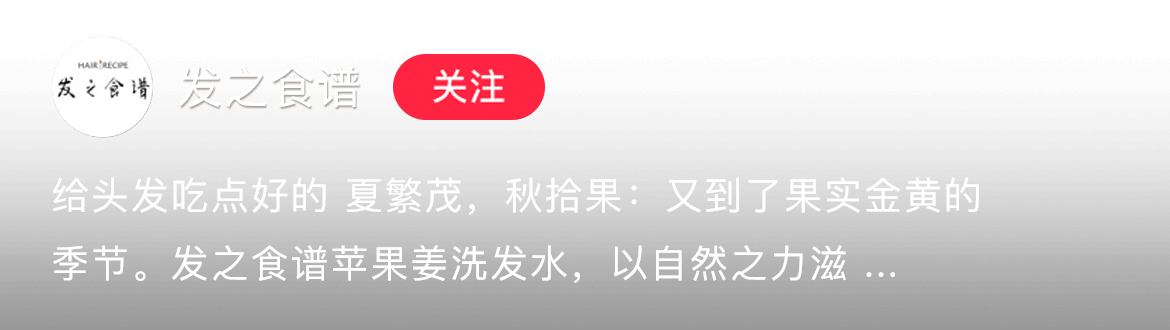 HAIR RECIPE
发之食谱
发之食谱
关注
给头发吃点好的 夏繁茂，秋拾果：又到了果实金黄的
季节。发之食谱苹果姜洗发水，以自然之力滋 ...